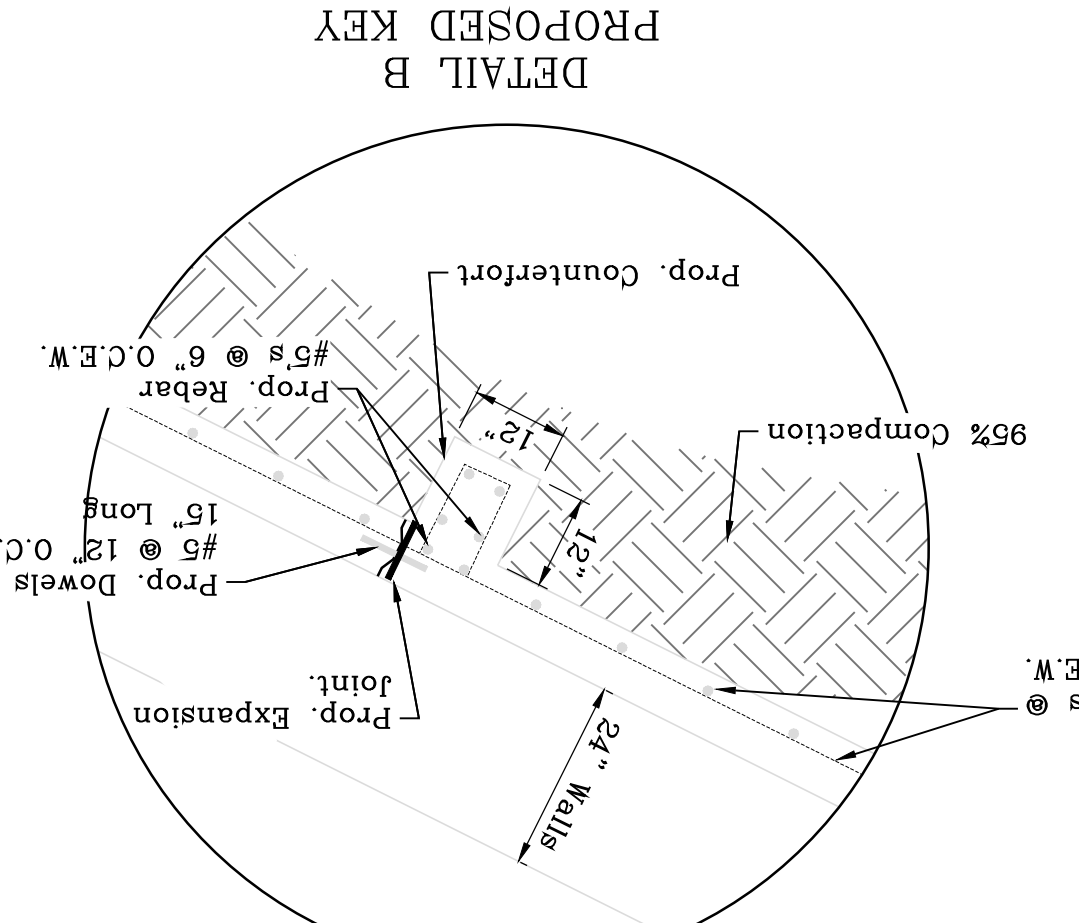 DETAIL B
PROPOSED KEY
Prop. Counterfort
Prop. Rebar
#5's @ 6" O.C.E.W.
12"
12"
95% Compaction
Prop. Dowels
#5 @ 12" O.C.
15" Long
Prop. Expansion
Joint.
24" Walls
s @
E.W.